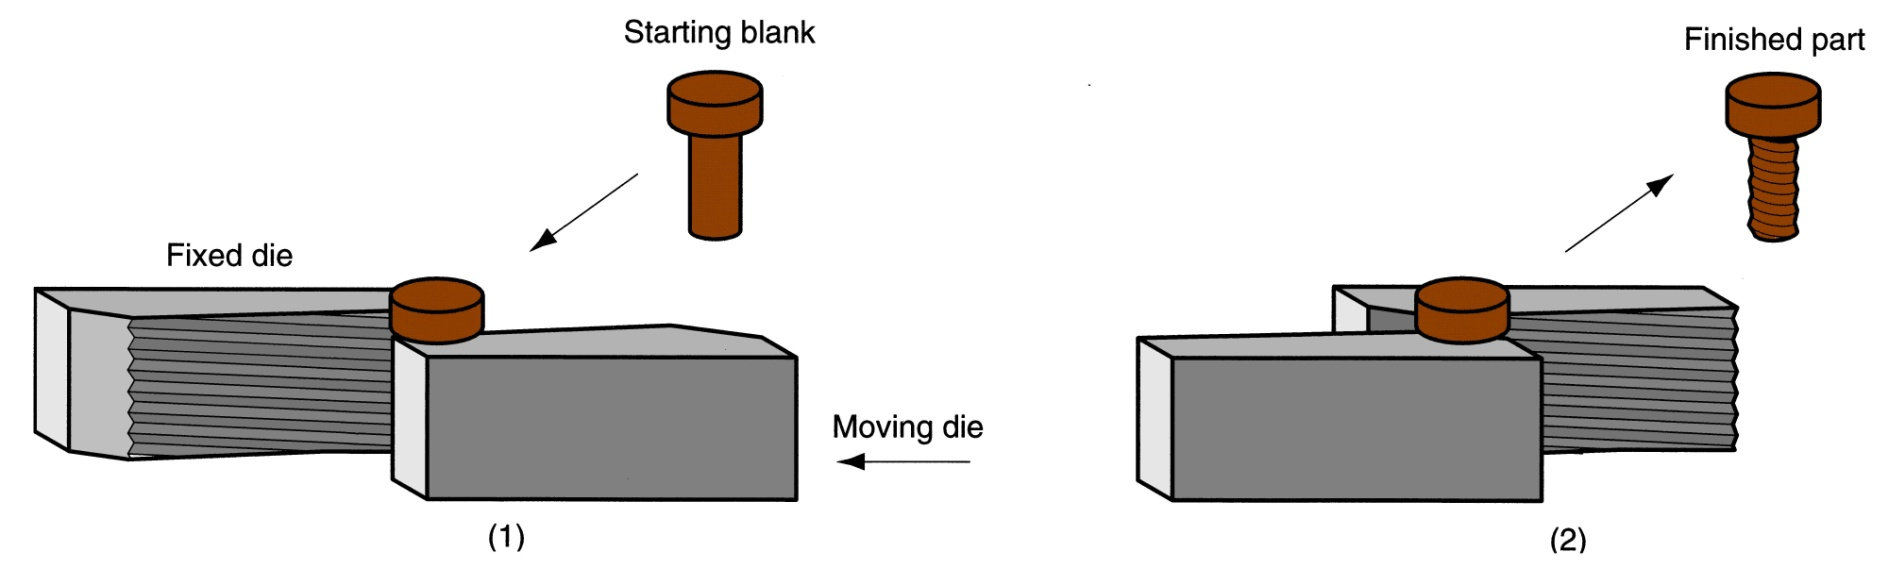 Starting blank
Finished part
Fixed die
Moving die
(1)
(2)